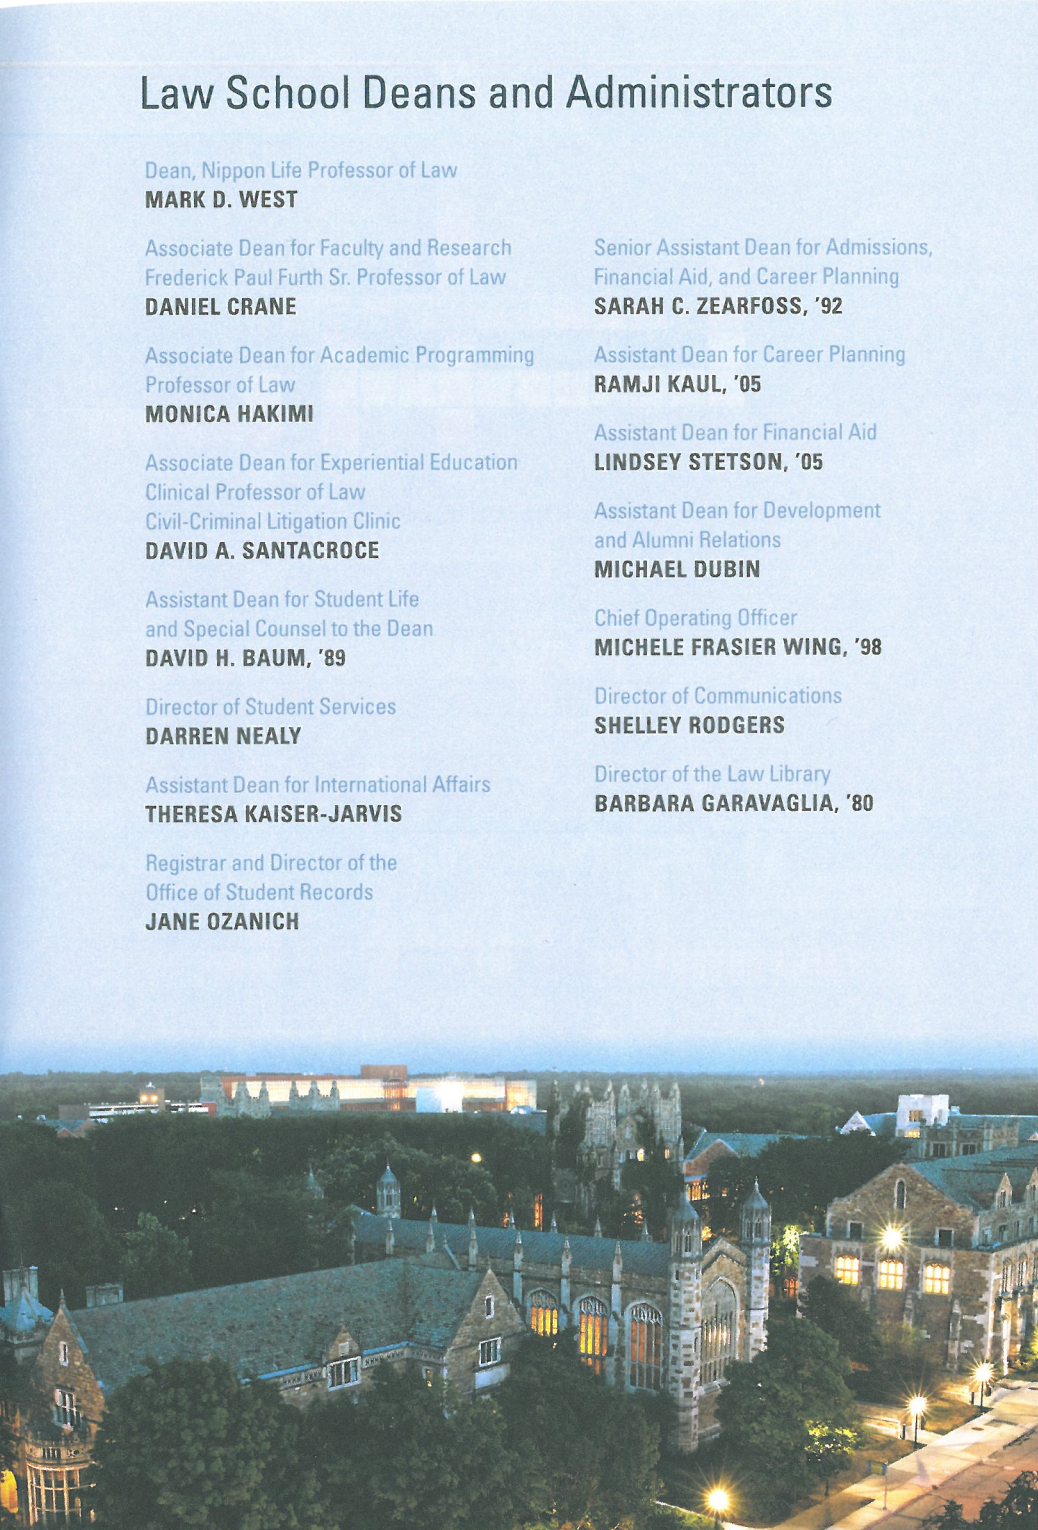 Law School Deans and Administrators
Dean, Nippon Life Professor of Law
MARK D. WEST
Associate Dean for Faculty and Research
Frederick Paul Furth Sr. Professor of Law
DANIEL CRANE
Associate Dean for Academic Programming
Professor of Law
MONICA HAKIMI
Associate Dean for Experiential Education
Clinical Professor of Law
Civil-Criminal Litigation Clinic
DAVID A. SANTACROCE
Assistant Dean for Student Life
and Special Counsel to the Dean
DAVID H. BAUM, ’89
Director of Student Services
DARREN NEALY
Assistant Dean for International Affairs
THERESA KAISER-JARVIS
Registrar and Director of the
Office of Student Records
JANE OZANICH
Senior Assistant Dean for Admissions,
Financial Aid, and Career Planning
SARAH C. ZEARFOSS, ’92
Assistant Dean for Career Planning
RAMJI KAUL, ’05
Assistant Dean for Financial Aid
LINDSEY STETSON, ’05
Assistant Dean for Development
and Alumni Relations
MICHAEL DUBIN
Chief Operating Officer
MICHELE FRASIER WING, ’98
Director of Communications
SHELLEY RODGERS
Director of the Law Library
BARBARA GARAVAGLIA, ’80